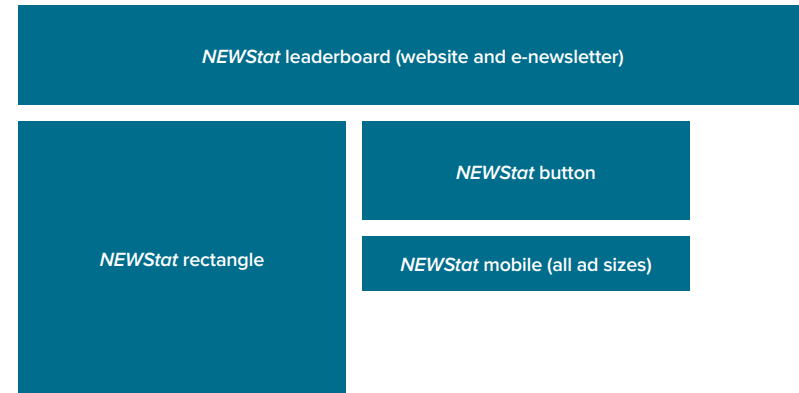 NEWStat leaderboard (website and e-newsletter)
NEWStat rectangle
NEWStat button
NEWStat mobile (all ad sizes)